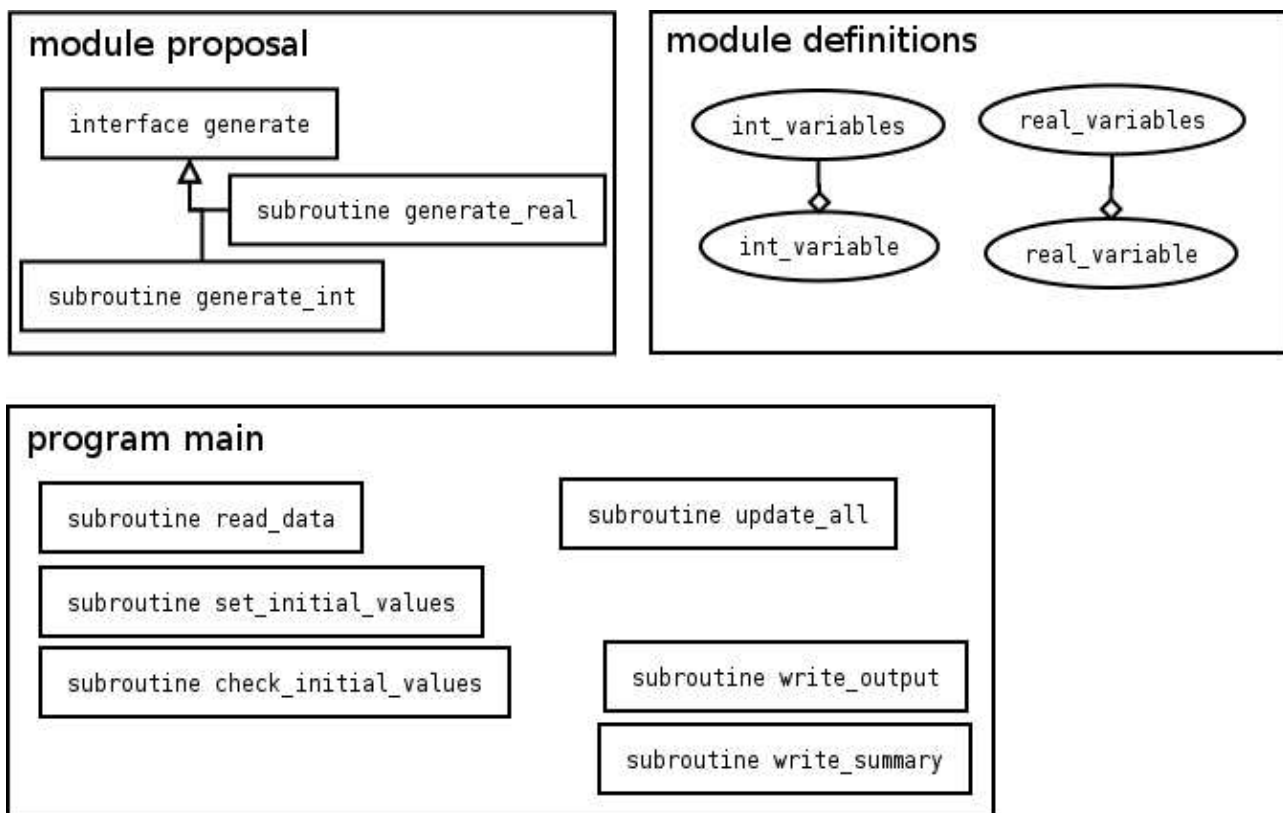 module proposal
interface generate
subroutine generate_real
subroutine generate_int
module definitions
int_variables
real_variables
int_variable
real_variable
program main
subroutine read_data
subroutine update_all
subroutine set_initial_values
subroutine check_initial_values
subroutine write_output
subroutine write_summary